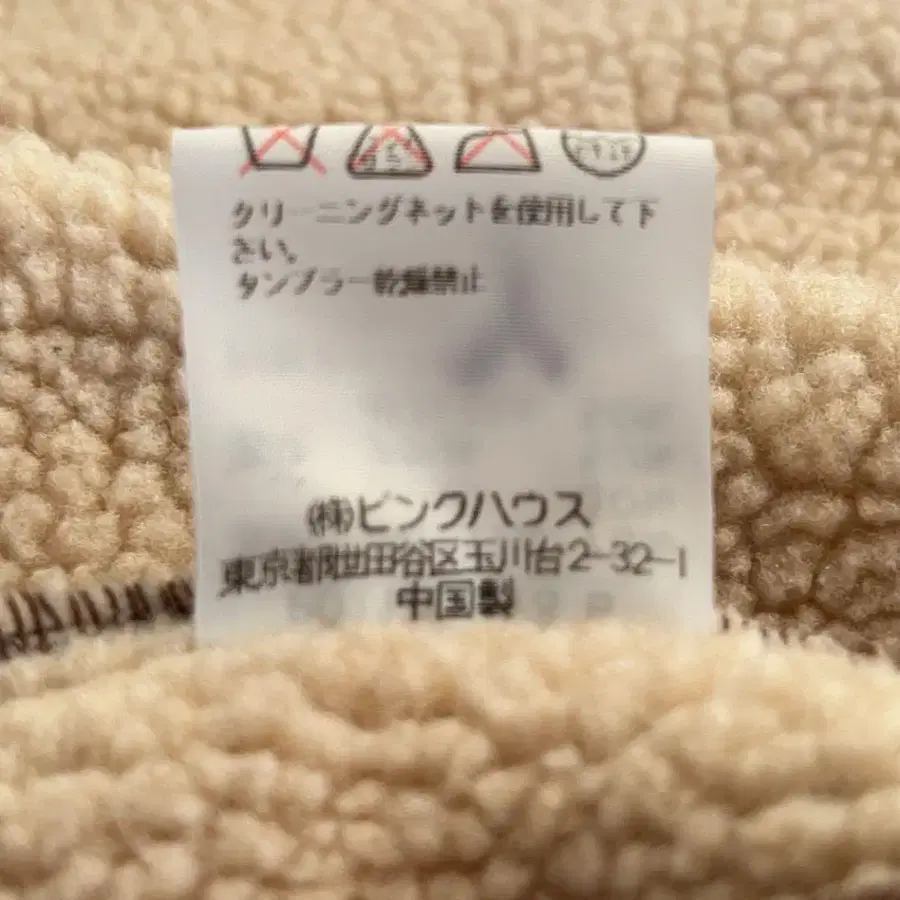 クリーニングネットを使用して下
さい。
タンブラー乾燥禁止
(株)ピンクハウス
東京都世田谷区玉川台2-32-1
中国製